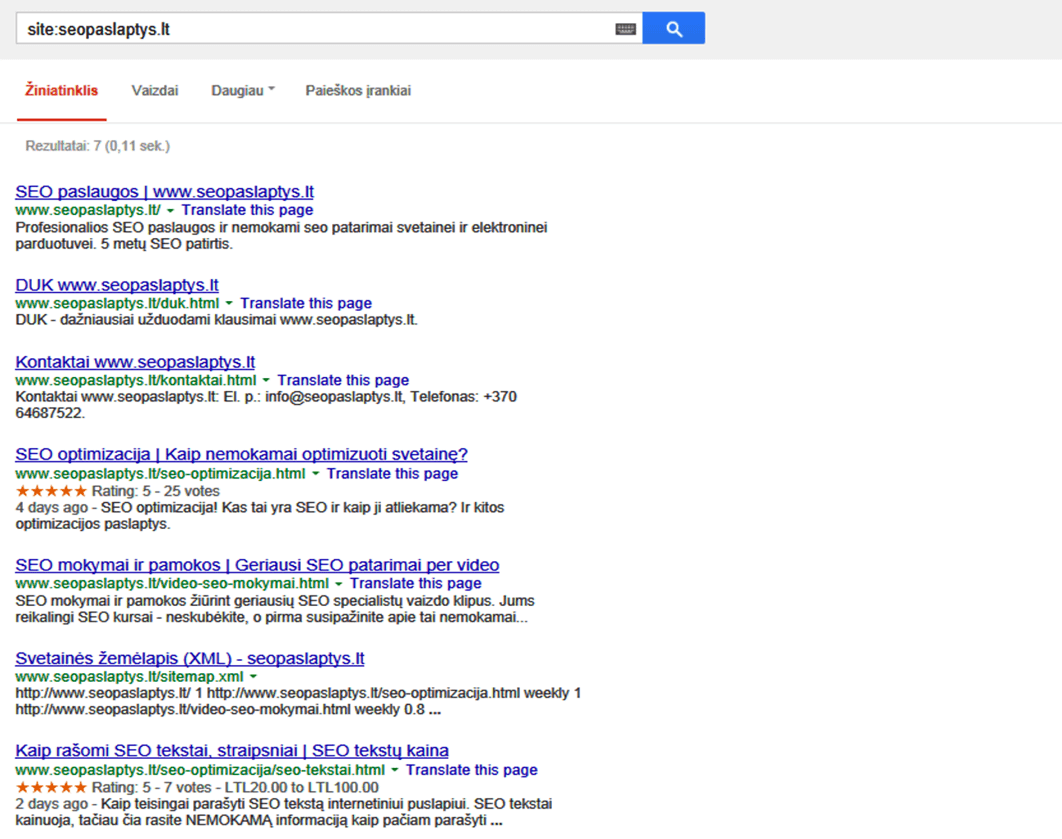 site:seopaslaptys.lt
Žiniatinklis Vaizdai Daugiau Paieškos įrankiai
Rezultatai: 7 (0,11 sek.)
SEO paslaugos | www.seopaslaptys.lt
www.seopaslaptys.lt/ Translate this page
Profesionalios SEO paslaugos ir nemokami seo patarimai svetainei ir elektroninei
parduotuvei. 5 metų SEO patirtis.
DUK www.seopaslaptys.lt
www.seopaslaptys.lt/duk.html Translate this page
DUK - dažniausiai užduodami klausimai www.seopaslaptys.lt.
Kontaktai www.seopaslaptys.lt
www.seopaslaptys.lt/kontaktai.html Translate this page
Kontaktai www.seopaslaptys.lt: El. p.: info@seopaslaptys.lt, Telefonas: +370
64687522.
SEO optimizacija | Kaip nemokamai optimizuoti svetainę?
www.seopaslaptys.lt/seo-optimizacija.html Translate this page
★★★★★ Rating: 5 - 25 votes
4 days ago - SEO optimizacija! Kas tai yra SEO ir kaip ji atliekama? Ir kitos
optimizacijos paslaptys.
SEO mokymai ir pamokos | Geriausi SEO patarimai per video
www.seopaslaptys.lt/video-seo-mokymai.html Translate this page
SEO mokymai ir pamokos žiūrint geriausių SEO specialistų vaizdo klipus. Jums
reikalingi SEO kursai - neskubėkite, o pirma susipažinite apie tai nemokamai...
Svetainės žemėlapis (XML) - seopaslaptys.lt
www.seopaslaptys.lt/sitemap.xml
http://www.seopaslaptys.lt/ 1 http://www.seopaslaptys.lt/seo-optimizacija.html weekly 1
http://www.seopaslaptys.lt/video-seo-mokymai.html weekly 0.8 ...
Kaip rašomi SEO tekstai, straipsniai | SEO tekstų kaina
www.seopaslaptys.lt/seo-optimizacija/seo-tekstai.html Translate this page
★★★★★ Rating: 5 - 7 votes - LTL20.00 to LTL100.00
2 days ago - Kaip teisingai parašyti SEO tekstą internetiniui puslapiui. SEO tekstai
kainuoja, tačiau čia rasite NEMOKAMĄ informaciją kaip pačiam parašyti ...